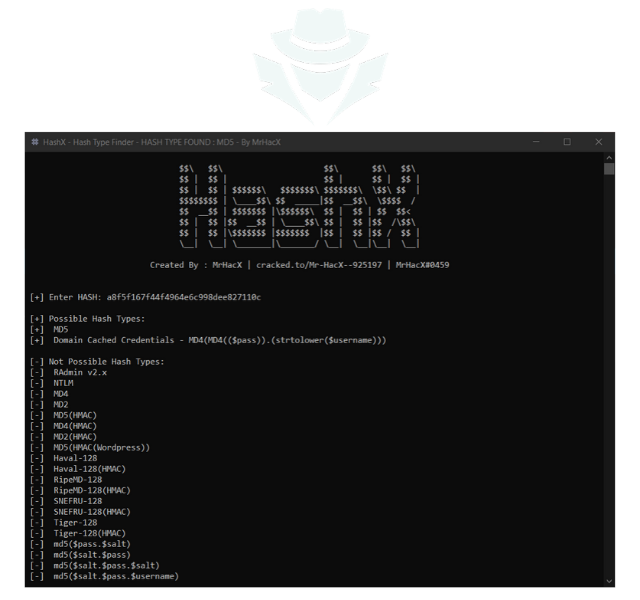 # HashX - Hash Type Finder - HASH TYPE FOUND : MD5 - By MrHacX
HashX
Created By : MrHacX | cracked.to/Mr-HacX--925197 | MrHacX#0459
[+] Enter HASH: a8f5f167f44f4964e6c998dee827110c
[+] Possible Hash Types:
[+] MD5
[+] Domain Cached Credentials - MD4(MD4(($pass)).(strtolower($username)))
[-] Not Possible Hash Types:
[-] RAdmin v2.x
[-] NTLM
[-] MD4
[-] MD2
[-] MD5(HMAC)
[-] MD4(HMAC)
[-] MD2(HMAC)
[-] MD5(HMAC(Wordpress))
[-] Haval-128
[-] Haval-128(HMAC)
[-] RipeMD-128
[-] RipeMD-128(HMAC)
[-] SNEFRU-128
[-] SNEFRU-128(HMAC)
[-] Tiger-128
[-] Tiger-128(HMAC)
[-] md5($pass.$salt)
[-] md5($salt.$pass)
[-] md5($salt.$pass.$salt)
[-] md5($salt.$pass.$username)